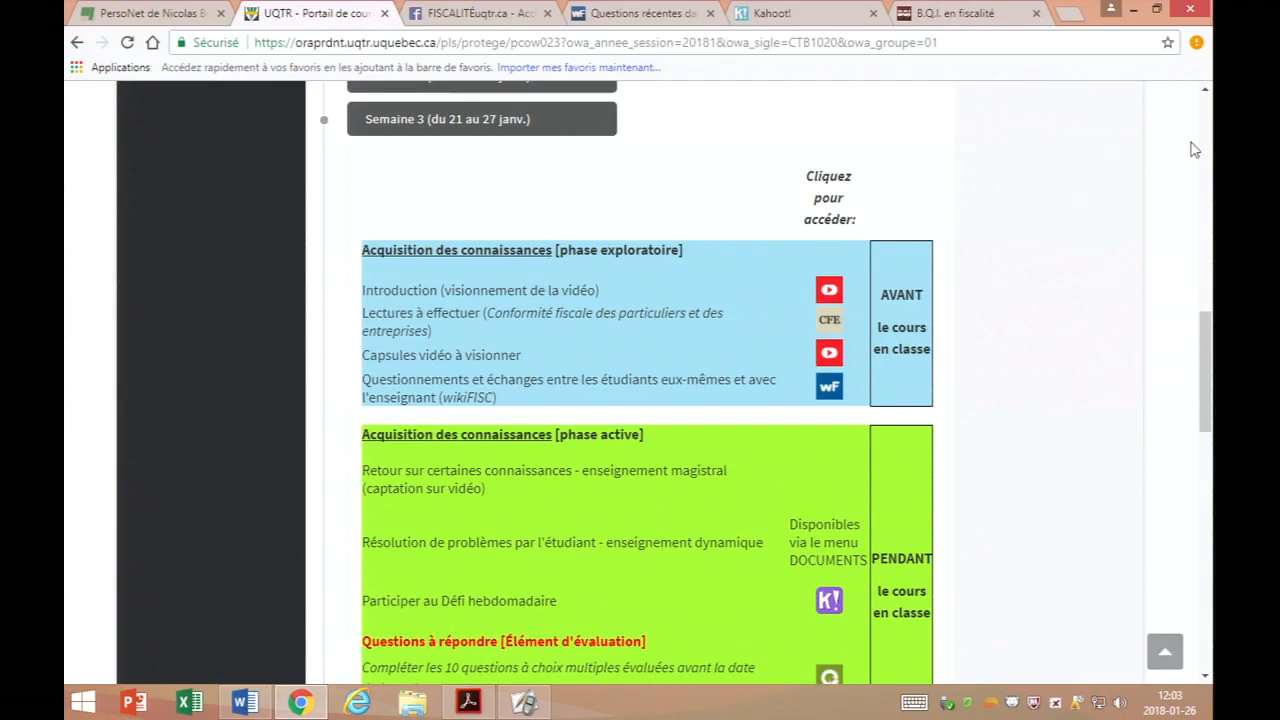 PersoNet de Nicolas B
UQTR - Portail de cour
FISCALITÉuqtr.ca - Acc
Questions récentes da
Kahoot!
B.Q.I. en fiscalité
Sécurisé
https://oraprdnt.uqtr.uquebec.ca/pls/protege/pcow023?owa_annee_session=20181&owa_sigle=CTB1020&owa_groupe=01
Applications
Accédez rapidement à vos favoris en les ajoutant à la barre de favoris. Importer mes favoris maintenant...
Semaine 3 (du 21 au 27 janv.)
Cliquez
pour
accéder:
Acquisition des connaissances [phase exploratoire]
Introduction (visionnement de la vidéo)
Lectures à effectuer (Conformité fiscale des particuliers et des
entreprises)
CFE
Capsules vidéo à visionner
Questionnements et échanges entre les étudiants eux-mêmes et avec
l'enseignant (wikiFISC)
wF
AVANT
le cours
en classe
Acquisition des connaissances [phase active]
Retour sur certaines connaissances - enseignement magistral
(captation sur vidéo)
Résolution de problèmes par l'étudiant - enseignement dynamique
Disponibles
via le menu
DOCUMENTS
Participer au Défi hebdomadaire
K!
Questions à répondre [Élément d'évaluation]
Compléter les 10 questions à choix multiples évaluées avant la date
PENDANT
le cours
en classe
12:03
2018-01-26